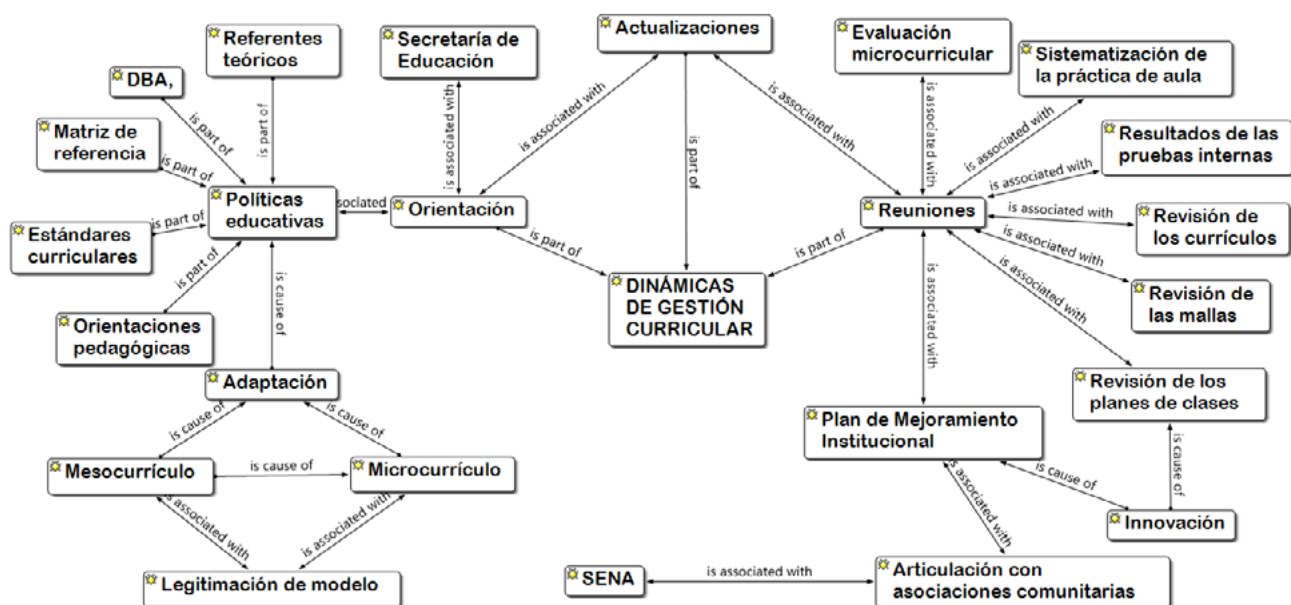 Referentes
teóricos
Secretaría de
Educación
Actualizaciones
Evaluación
microcurricular
Sistematización de
la práctica de aula
DBA,
Matriz de
referencia
Resultados de las
pruebas internas
is part of
is part of
is part of
is associated with
is associated with
is part of
is associated with
is associated with
is associated with
is associated with
Políticas
educativas
sociated
Orientación
Reuniones
is associated with
Revisión de
los currículos
Estándares
curriculares
is part of
is part of
is part of
is part of
is associated with
Revisión de
las mallas
DINÁMICAS
DE GESTIÓN
CURRICULAR
Orientaciones
pedagógicas
is cause of
is associated with
is associated with
Adaptación
Revisión de los
planes de clases
is cause of
is cause of
Plan de Mejoramiento
Institucional
Mesocurrículo
is cause of
Microcurrículo
is cause of
is cause of
is associated with
is associated with
is associated with
Innovación
Legitimación de modelo
SENA
is associated with
Articulación con
asociaciones comunitarias